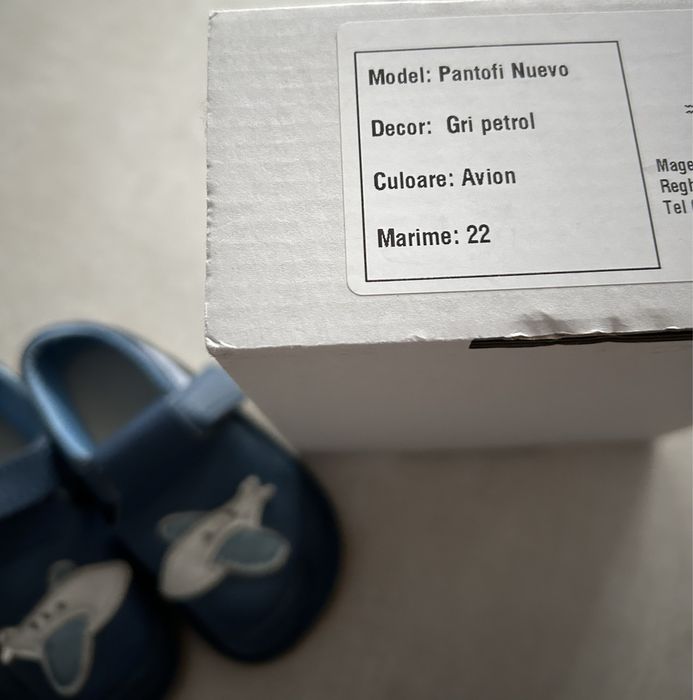 Model: Pantofi Nuevo
Decor: Gri petrol
Culoare: Avion
Marime: 22
Mage
Regh
Tel